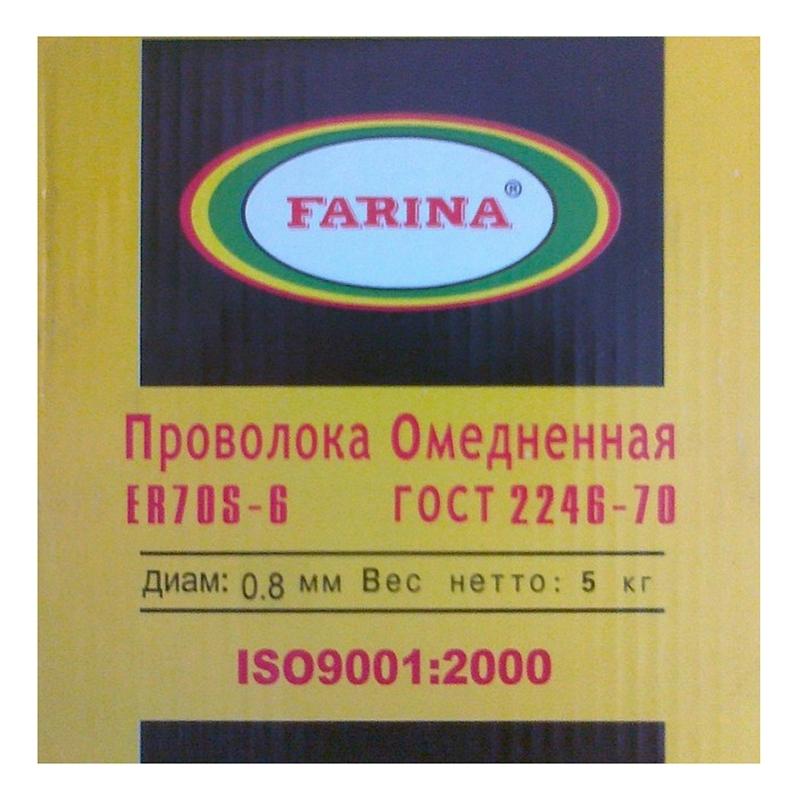 FARINA®
Проволока Омедненная
ER70S-6 ГОСТ 2246-70
Диам: 0.8 мм Вес нетто: 5 кг
ISO9001:2000